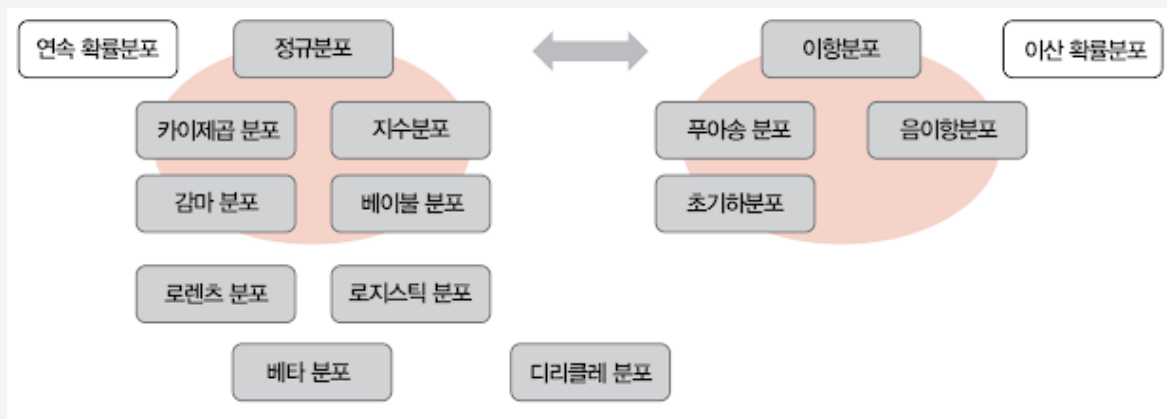 연속 확률분포
정규분포
이항분포
이산 확률분포
카이제곱 분포
지수분포
푸아송 분포
음이항분포
감마 분포
베이불 분포
초기하분포
로렌츠 분포
로지스틱 분포
베타 분포
디리클레 분포